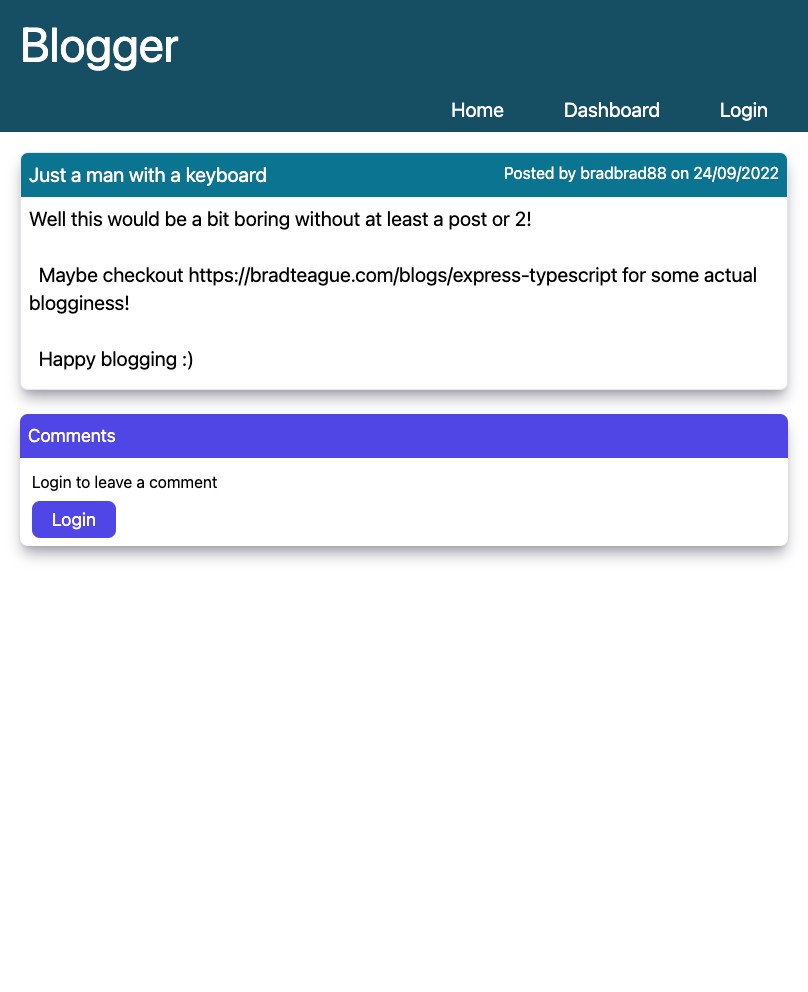 Blogger
Home Dashboard Login
Just a man with a keyboard Posted by bradbrad88 on 24/09/2022
Well this would be a bit boring without at least a post or 2!
Maybe checkout https://bradteague.com/blogs/express-typescript for some actual
blogginess!
Happy blogging :)
Comments
Login to leave a comment
Login